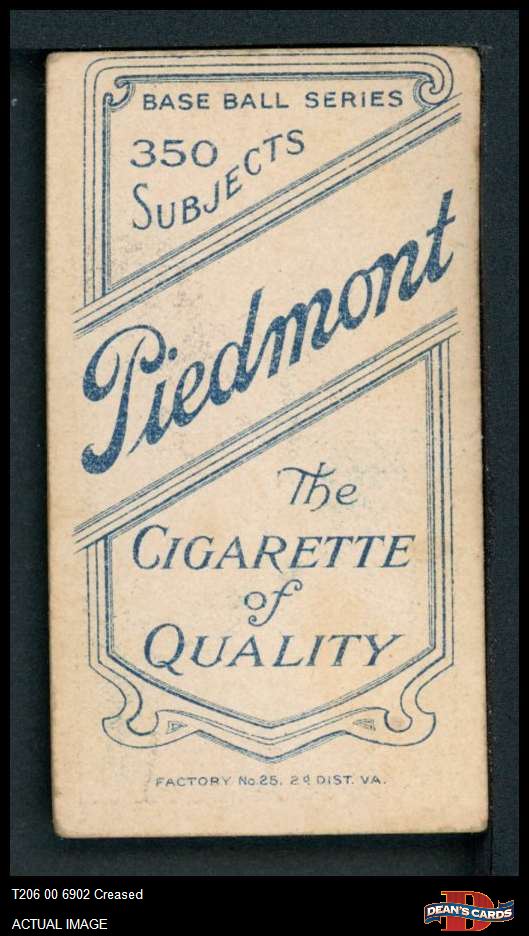 BASE BALL SERIES
350
SUBJECTS
Piedmont
The
CIGARETTE
of
QUALITY
FACTORY No. 25, 2d DIST. VA.
T206 00 6902 Creased
ACTUAL IMAGE
D
DEAN'S CARDS